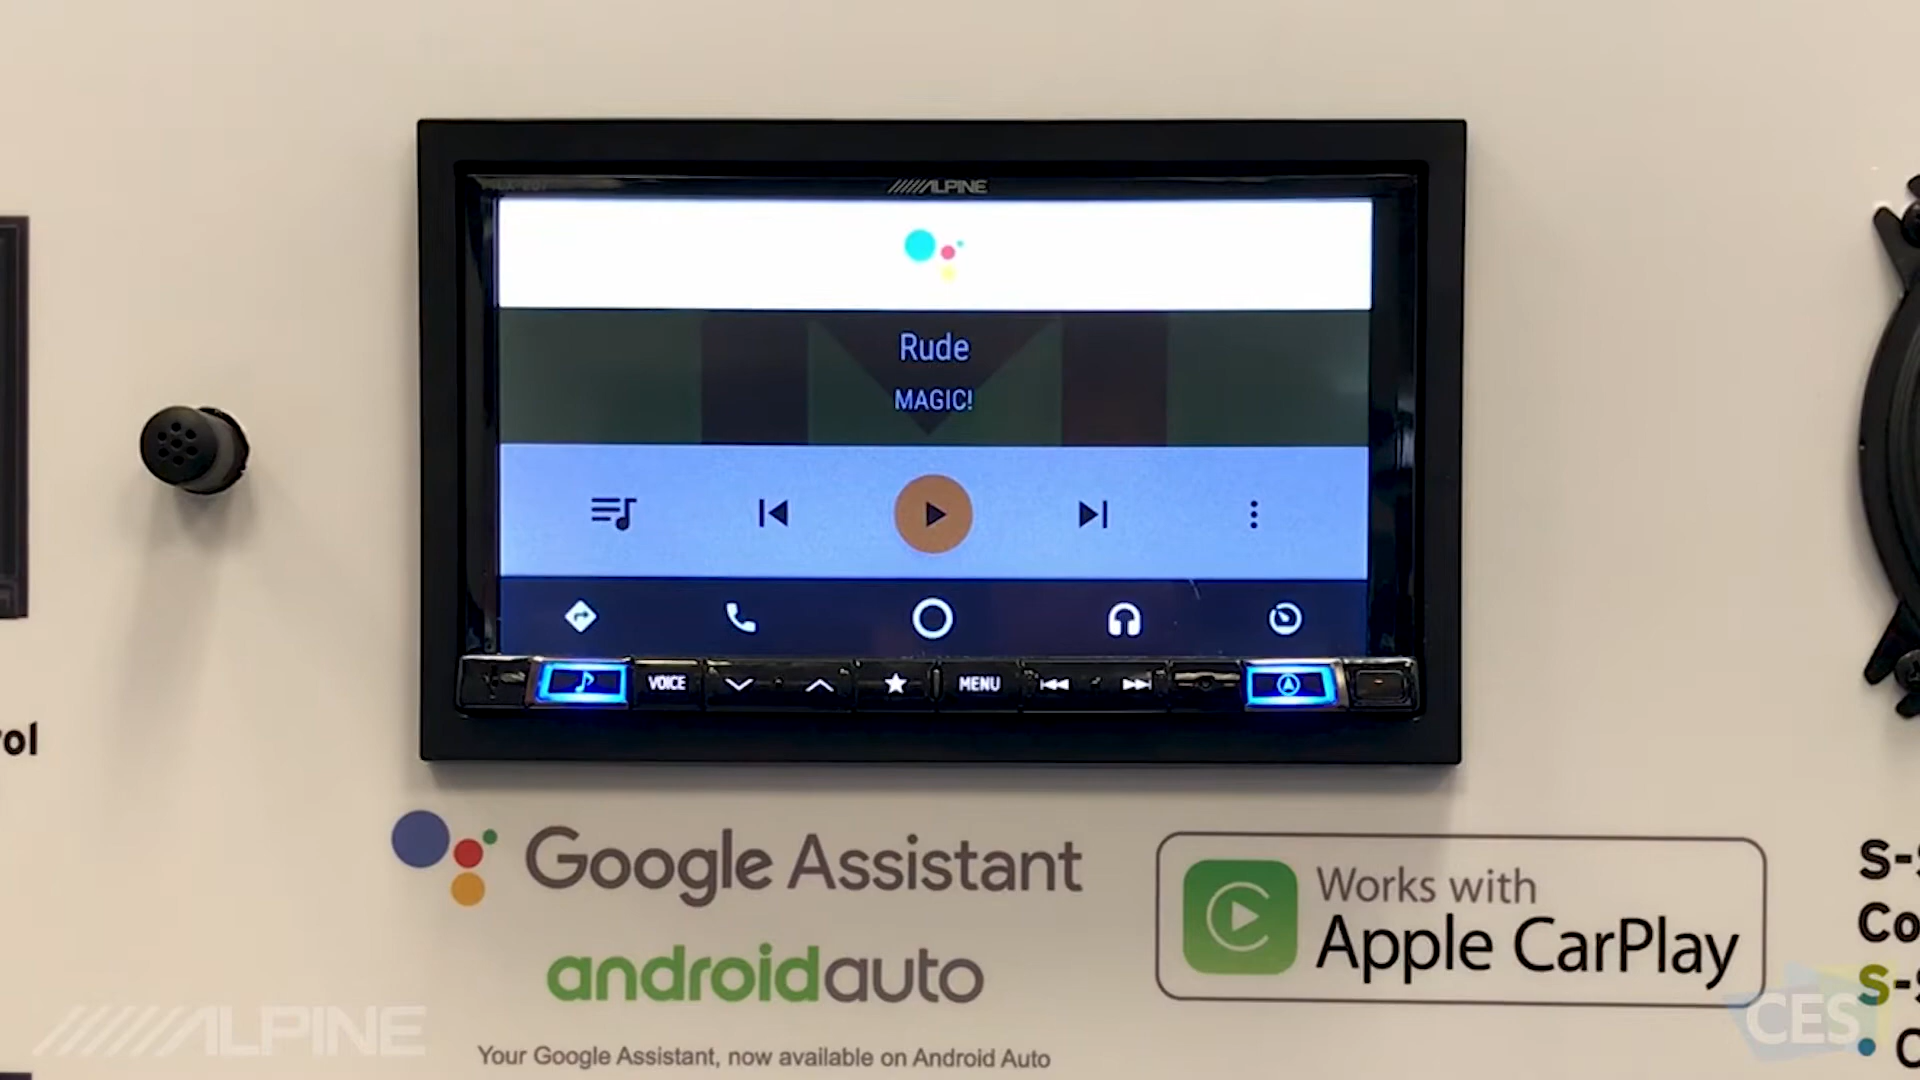 ALPINE
Rude
MAGIC!
VOICE
MENU
rol
Google Assistant
androidauto
Your Google Assistant, now available on Android Auto
Works with
Apple CarPlay
S-
Co
S-
ALPINE
CES